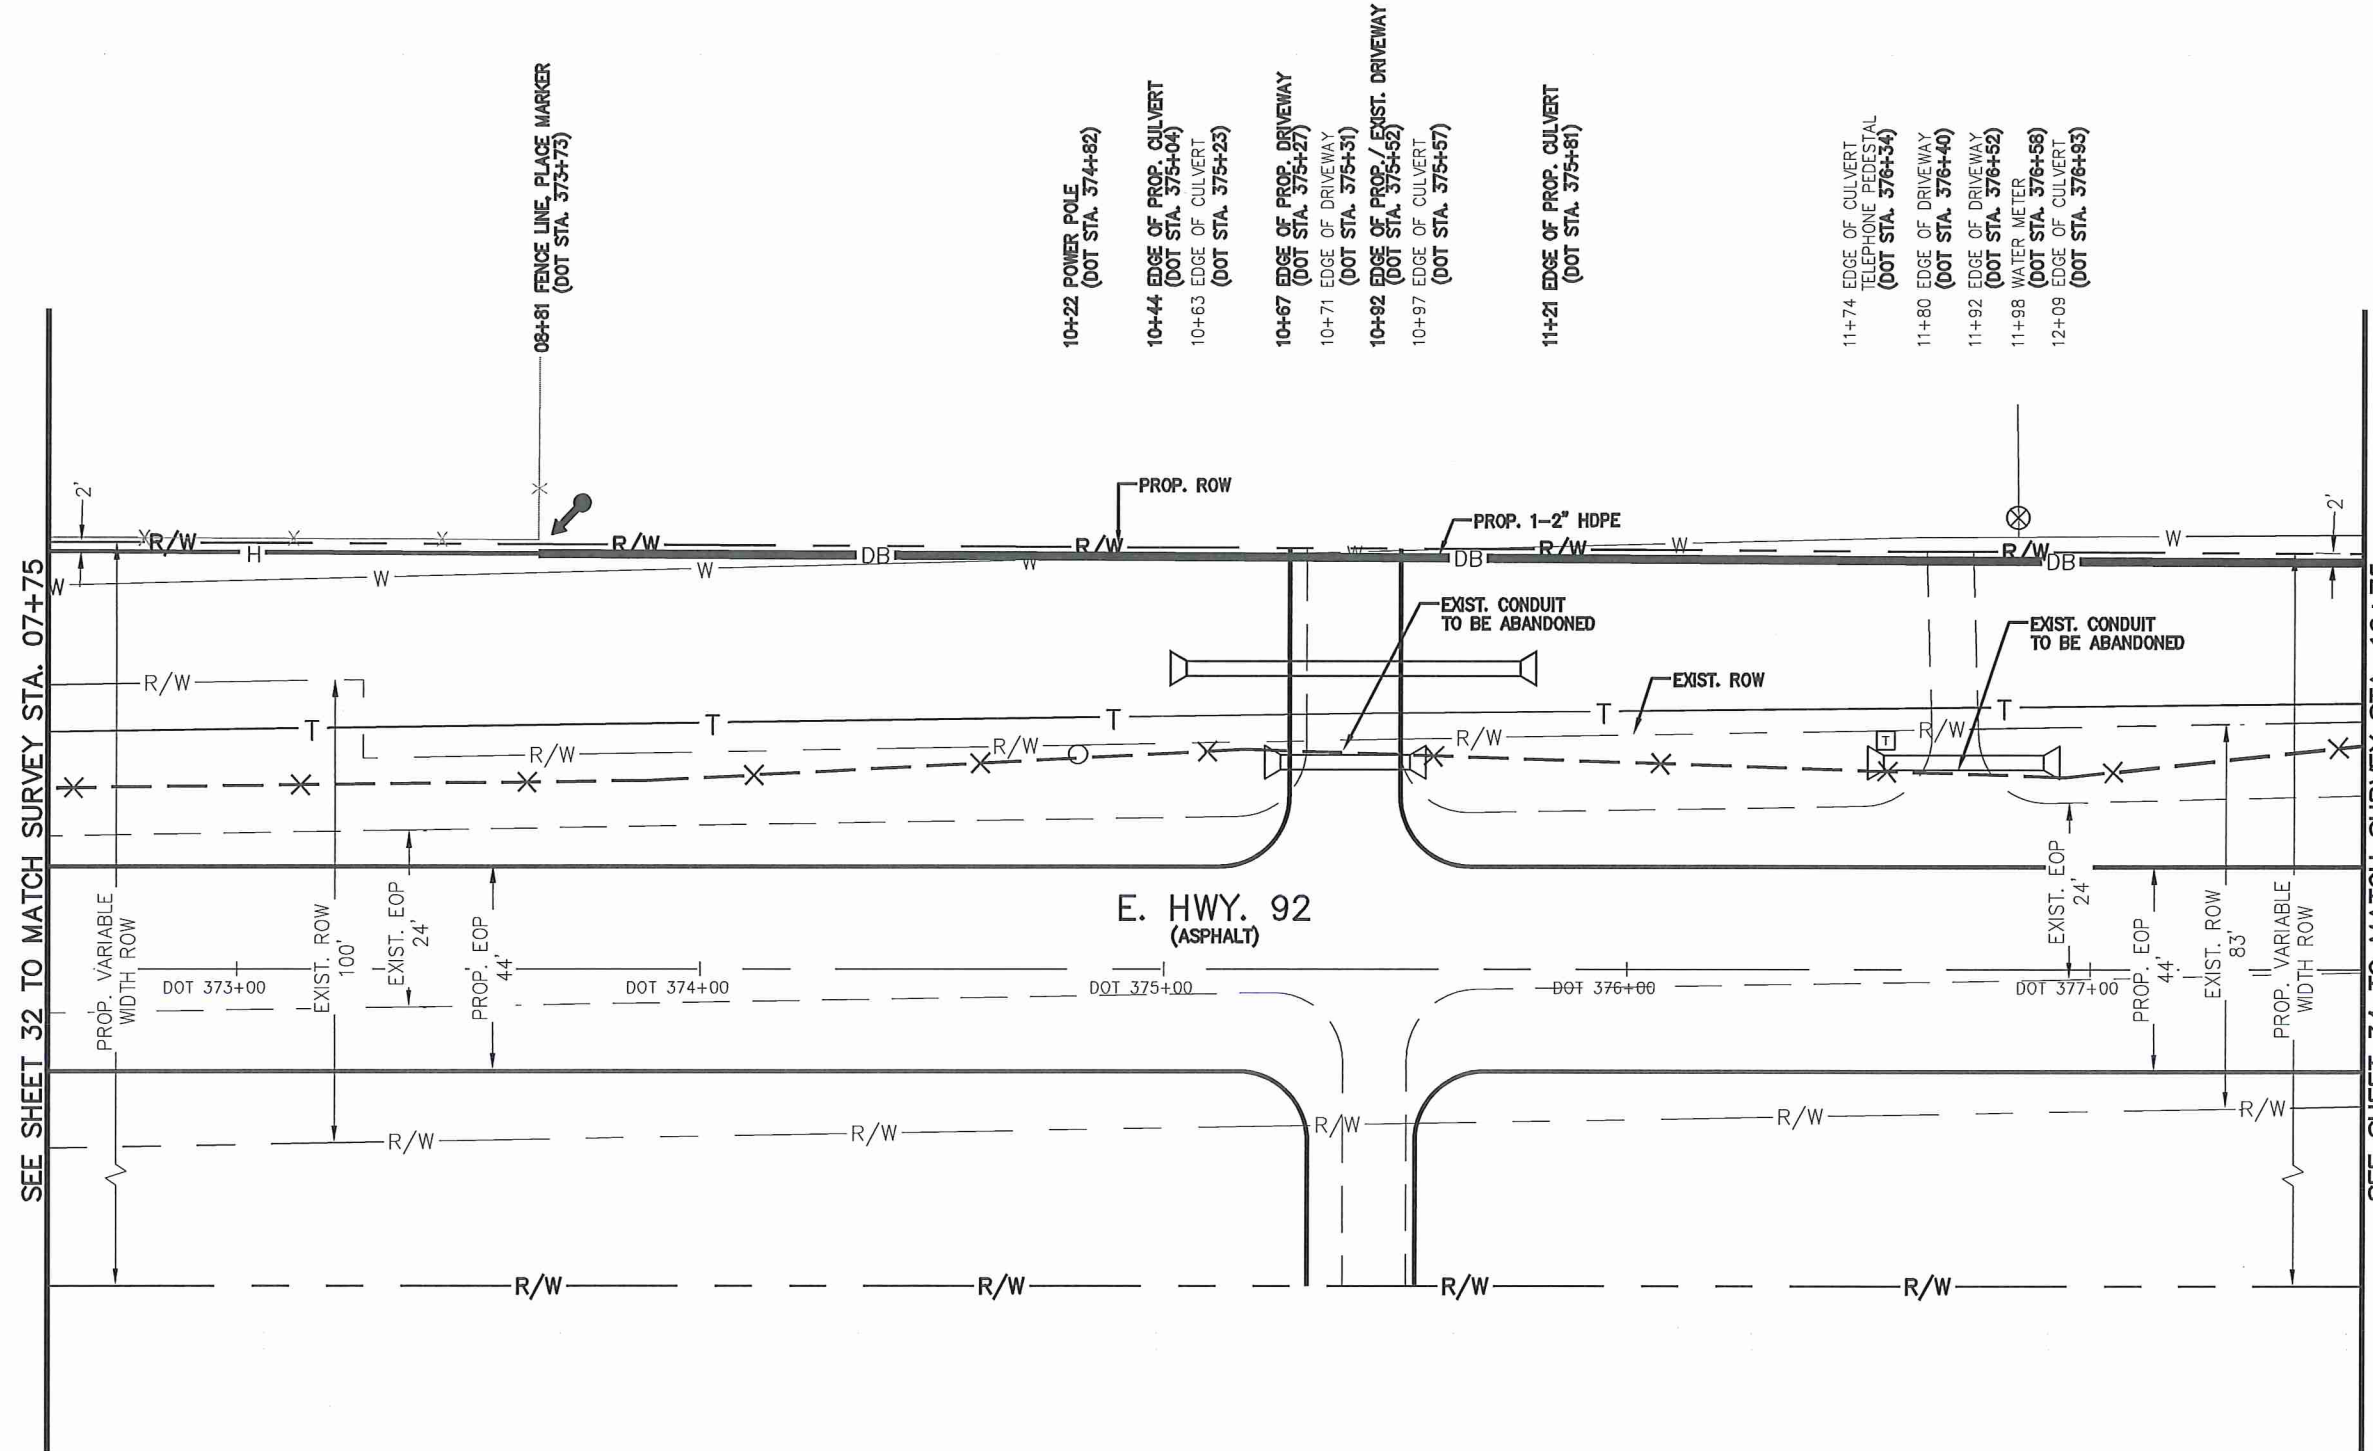 08+81 FENCE LINE, PLACE MARKER
(DOT STA. 373+73)
10+22 POWER POLE
(DOT STA. 374+82)
10+44 EDGE OF PROP. CULVERT
(DOT STA. 375+04)
10+63 EDGE OF CULVERT
(DOT STA. 375+23)
10+67 EDGE OF PROP. DRIVEWAY
(DOT STA. 375+27)
10+71 EDGE OF DRIVEWAY
(DOT STA. 375+31)
10+92 EDGE OF PROP./EXIST. DRIVEWAY
(DOT STA. 375+52)
10+97 EDGE OF CULVERT
(DOT STA. 375+57)
11+21 EDGE OF PROP. CULVERT
(DOT STA. 375+81)
11+74 EDGE OF CULVERT
TELEPHONE PEDESTAL
(DOT STA. 376+34)
11+80 EDGE OF DRIVEWAY
(DOT STA. 376+40)
11+92 EDGE OF DRIVEWAY
(DOT STA. 376+52)
11+98 WATER METER
(DOT STA. 376+58)
12+09 EDGE OF CULVERT
(DOT STA. 376+93)
2'
PROP. ROW
PROP. 1-2" HDPE
2'
R/W R/W R/W R/W R/W
H DB DB DB
W W W W W W W
EXIST. CONDUIT
TO BE ABANDONED
EXIST. CONDUIT
TO BE ABANDONED
EXIST. ROW
R/W
T T T T T
R/W R/W R/W R/W
T
SEE SHEET 32 TO MATCH SURVEY STA. 07+75
E. HWY. 92
(ASPHALT)
PROP. VARIABLE
WIDTH ROW
EXIST. ROW
100'
EXIST. EOP
24'
PROP. EOP
44'
EXIST. EOP
24'
PROP. EOP
44'
EXIST. ROW
83'
PROP. VARIABLE
WIDTH ROW
DOT 373+00
DOT 374+00
DOT 375+00
DOT 376+00
DOT 377+00
R/W R/W R/W R/W R/W
R/W R/W R/W R/W